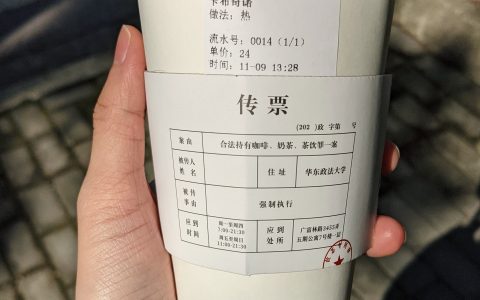 卡布奇诺
做法：热
流水号：0014（1/1）
单价：24
时间：11-09 13:28
传票
(202 )政 字第 号
案由 合法持有咖啡、奶茶、茶饮罪一案
被传人姓名 住址 华东政法大学
被传事由 强制执行
应到时间 周一至周四 7:00-21:30 周五至周日 11:00-21:30 应到处所 广富林路3455弄五期公寓7号楼一层